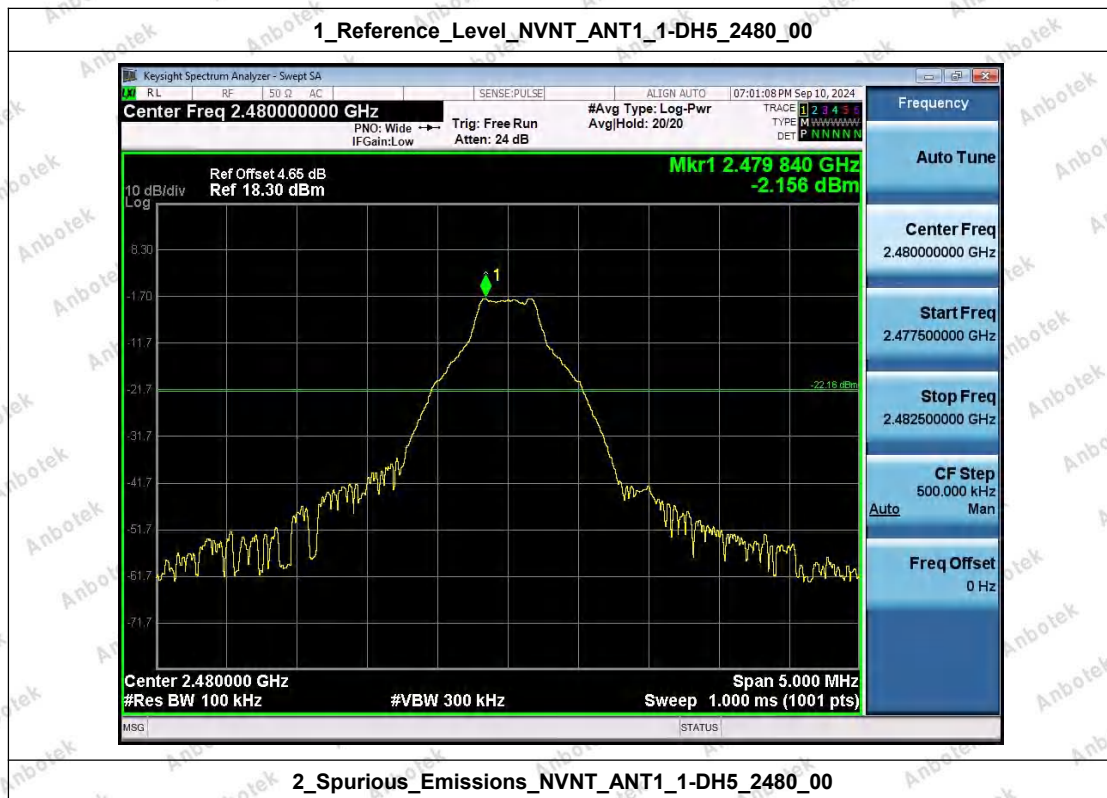 1_Reference_Level_NVNT_ANT1_1-DH5_2480_00
Keysight Spectrum Analyzer - Swept SA
LXI RL RF 50 Ω AC SENSE:PULSE ALIGN AUTO 07:01:08 PM Sep 10, 2024
Center Freq 2.480000000 GHz
PNO: Wide
IFGain:Low
Trig: Free Run
Atten: 24 dB
#Avg Type: Log-Pwr
Avg|Hold: 20/20
TRACE 1 2 3 4 5 6
TYPE M WWWWW
DET P N N N N N
Frequency
Mkr1 2.479 840 GHz
-2.156 dBm
Ref Offset 4.65 dB
10 dB/div Ref 18.30 dBm
Log
8.30
-1.70
-11.7
-21.7
-31.7
-41.7
-51.7
-61.7
-71.7
1
-22.16 dBm
Center 2.480000 GHz Span 5.000 MHz
#Res BW 100 kHz #VBW 300 kHz Sweep 1.000 ms (1001 pts)
MSG STATUS
Auto Tune
Center Freq
2.480000000 GHz
Start Freq
2.477500000 GHz
Stop Freq
2.482500000 GHz
CF Step
500.000 kHz
Auto Man
Freq Offset
0 Hz
2_Spurious_Emissions_NVNT_ANT1_1-DH5_2480_00
Anbotek